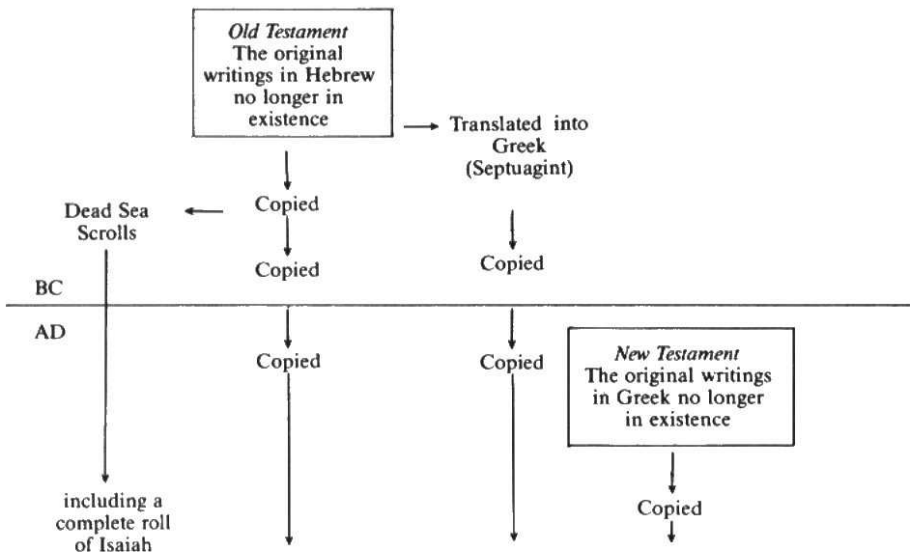 Old Testament
The original
writings in Hebrew
no longer in
existence
Translated into
Greek
(Septuagint)
Copied
Dead Sea
Scrolls
Copied
Copied
BC
AD
Copied
Copied
New Testament
The original writings
in Greek no longer
in existence
Copied
including a
complete roll
of Isaiah